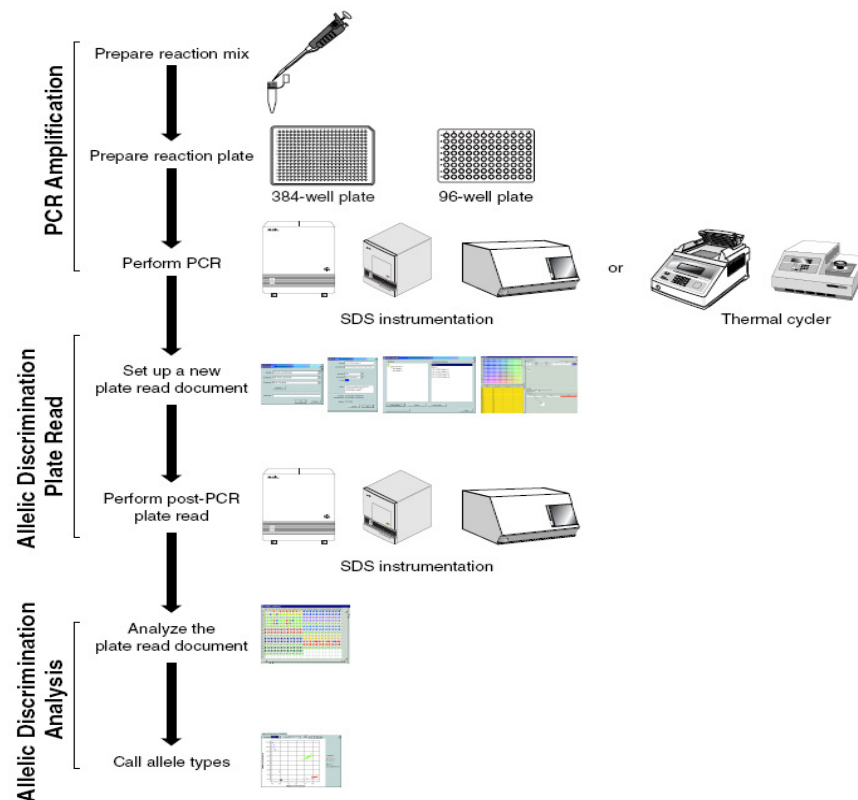 PCR Amplification
Prepare reaction mix
Prepare reaction plate
384-well plate
96-well plate
Perform PCR
or
SDS instrumentation
Thermal cycler
Allelic Discrimination
Plate Read
Set up a new
plate read document
Perform post-PCR
plate read
SDS instrumentation
Allelic Discrimination
Analysis
Analyze the
plate read document
Call allele types